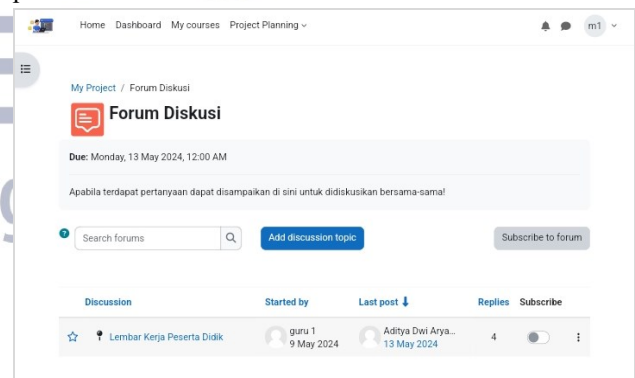 Home Dashboard My courses Project Planning
m1
My Project / Forum Diskusi
Forum Diskusi
Due: Monday, 13 May 2024, 12:00 AM
Apabila terdapat pertanyaan dapat disampaikan di sini untuk didiskusikan bersama-sama!
Search forums
Add discussion topic
Subscribe to forum
Discussion Started by Last post Replies Subscribe
Lembar Kerja Peserta Didik guru 1 Aditya Dwi Arya... 4
9 May 2024 13 May 2024